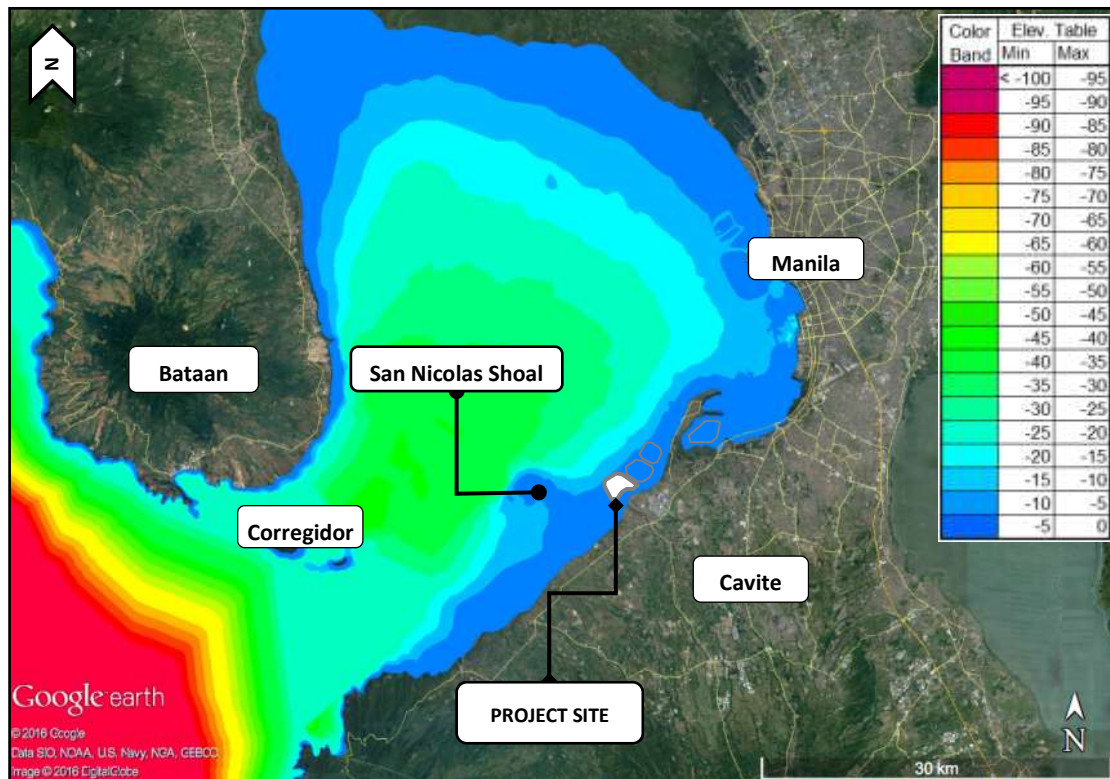 N
Color Elev. Table
Band Min Max
< -100 -95
-95 -90
-90 -85
-85 -80
-80 -75
-75 -70
-70 -65
-65 -60
-60 -55
-55 -50
-50 -45
-45 -40
-40 -35
-35 -30
-30 -25
-25 -20
-20 -15
-15 -10
-10 -5
-5 0
Manila
Bataan
San Nicolas Shoal
Corregidor
Cavite
PROJECT SITE
Google earth
© 2016 Google
Data SIO, NOAA, U.S. Navy, NGA, GEBCO
Image © 2016 DigitalGlobe
N
30 km